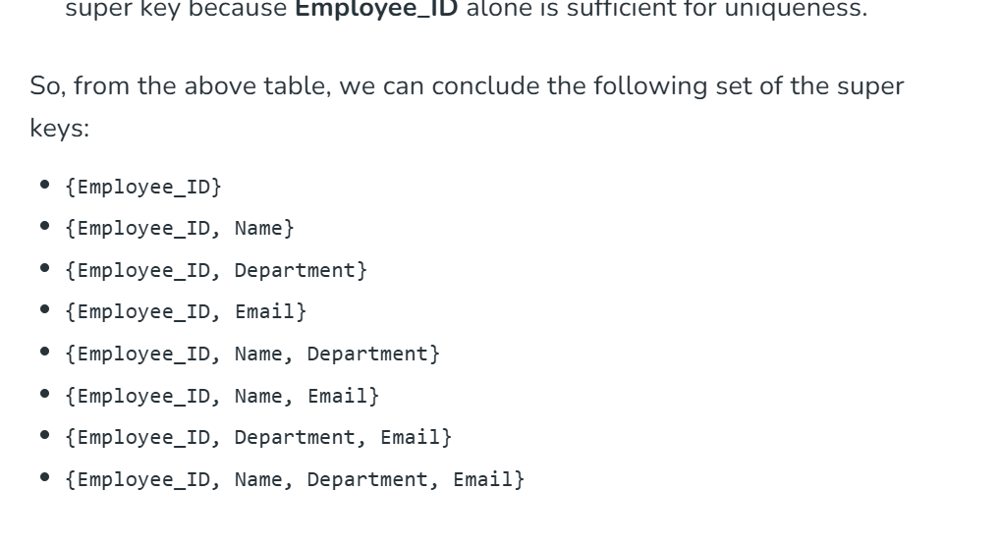 super key because Employee_ID alone is sufficient for uniqueness.
So, from the above table, we can conclude the following set of the super
keys:
{Employee_ID}
{Employee_ID, Name}
{Employee_ID, Department}
{Employee_ID, Email}
{Employee_ID, Name, Department}
{Employee_ID, Name, Email}
{Employee_ID, Department, Email}
{Employee_ID, Name, Department, Email}